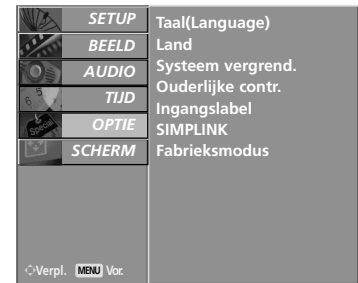 SETUP
BEELD
AUDIO
TIJD
OPTIE
SCHERM
Taal(Language)
Land
Systeem vergrend.
Ouderlijke contr.
Ingangslabel
SIMPLINK
Fabrieksmodus
Verpl. MENU Vor.